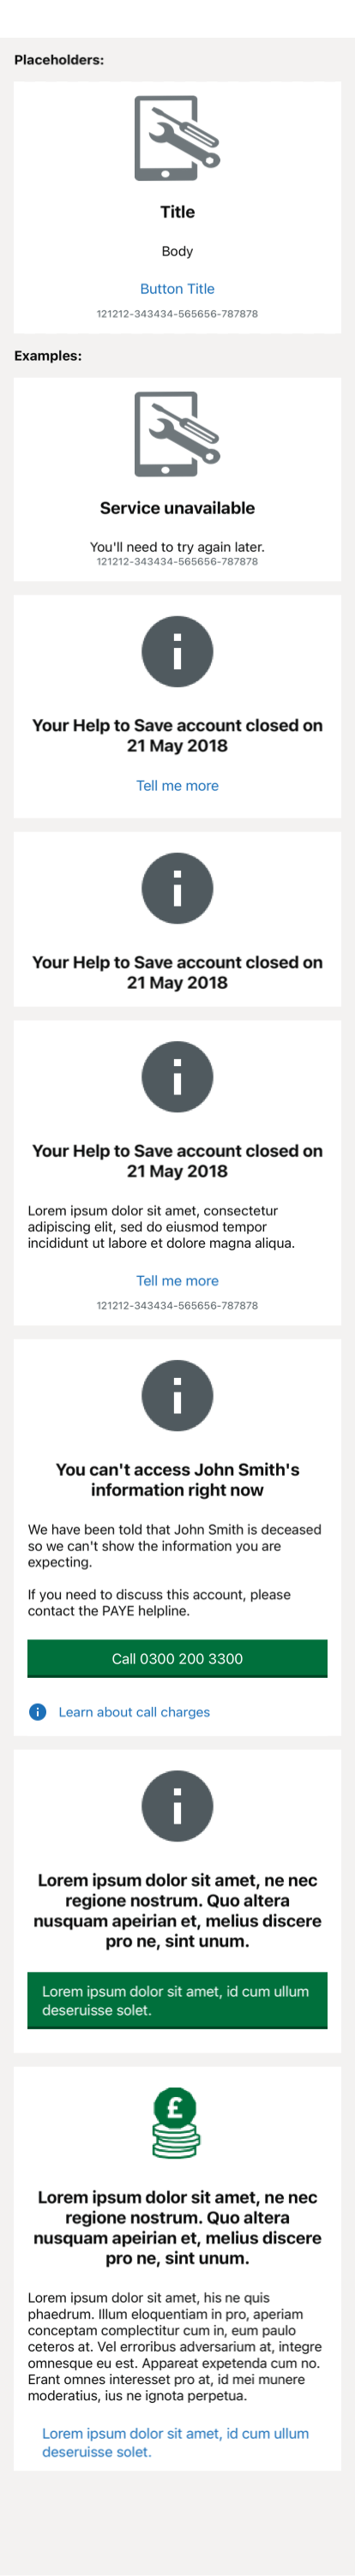 Placeholders:
Title
Body
Button Title
121212-343434-565656-787878
Examples:
Service unavailable
You'll need to try again later.
121212-343434-565656-787878
Your Help to Save account closed on
21 May 2018
Tell me more
Your Help to Save account closed on
21 May 2018
Your Help to Save account closed on
21 May 2018
Lorem ipsum dolor sit amet, consectetur
adipiscing elit, sed do eiusmod tempor
incididunt ut labore et dolore magna aliqua.
Tell me more
121212-343434-565656-787878
You can't access John Smith's
information right now
We have been told that John Smith is deceased
so we can't show the information you are
expecting.
If you need to discuss this account, please
contact the PAYE helpline.
Call 0300 200 3300
Learn about call charges
Lorem ipsum dolor sit amet, ne nec
regione nostrum. Quo altera
nusquam apeirian et, melius discere
pro ne, sint unum.
Lorem ipsum dolor sit amet, id cum ullum
deseruisse solet.
£
Lorem ipsum dolor sit amet, ne nec
regione nostrum. Quo altera
nusquam apeirian et, melius discere
pro ne, sint unum.
Lorem ipsum dolor sit amet, his ne quis
phaedrum. Illum eloquentiam in pro, aperiam
conceptam complectitur cum in, eum paulo
ceteros at. Vel erroribus adversarium at, integre
omnesque eu est. Appareat expetenda cum no.
Erant omnes interesset pro at, id mei munere
moderatius, ius ne ignota perpetua.
Lorem ipsum dolor sit amet, id cum ullum
deseruisse solet.